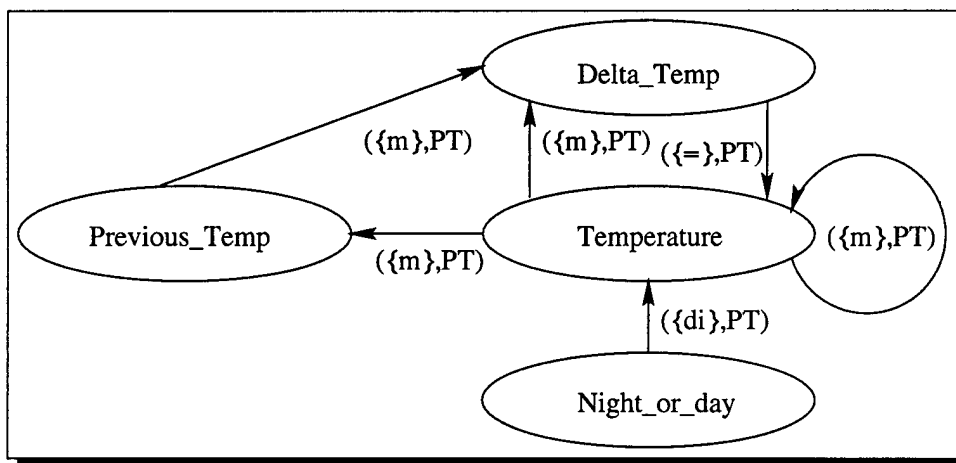 Delta_Temp
({m},PT)
({m},PT)
({=},PT)
Previous_Temp
Temperature
({m},PT)
({m},PT)
({di},PT)
Night_or_day